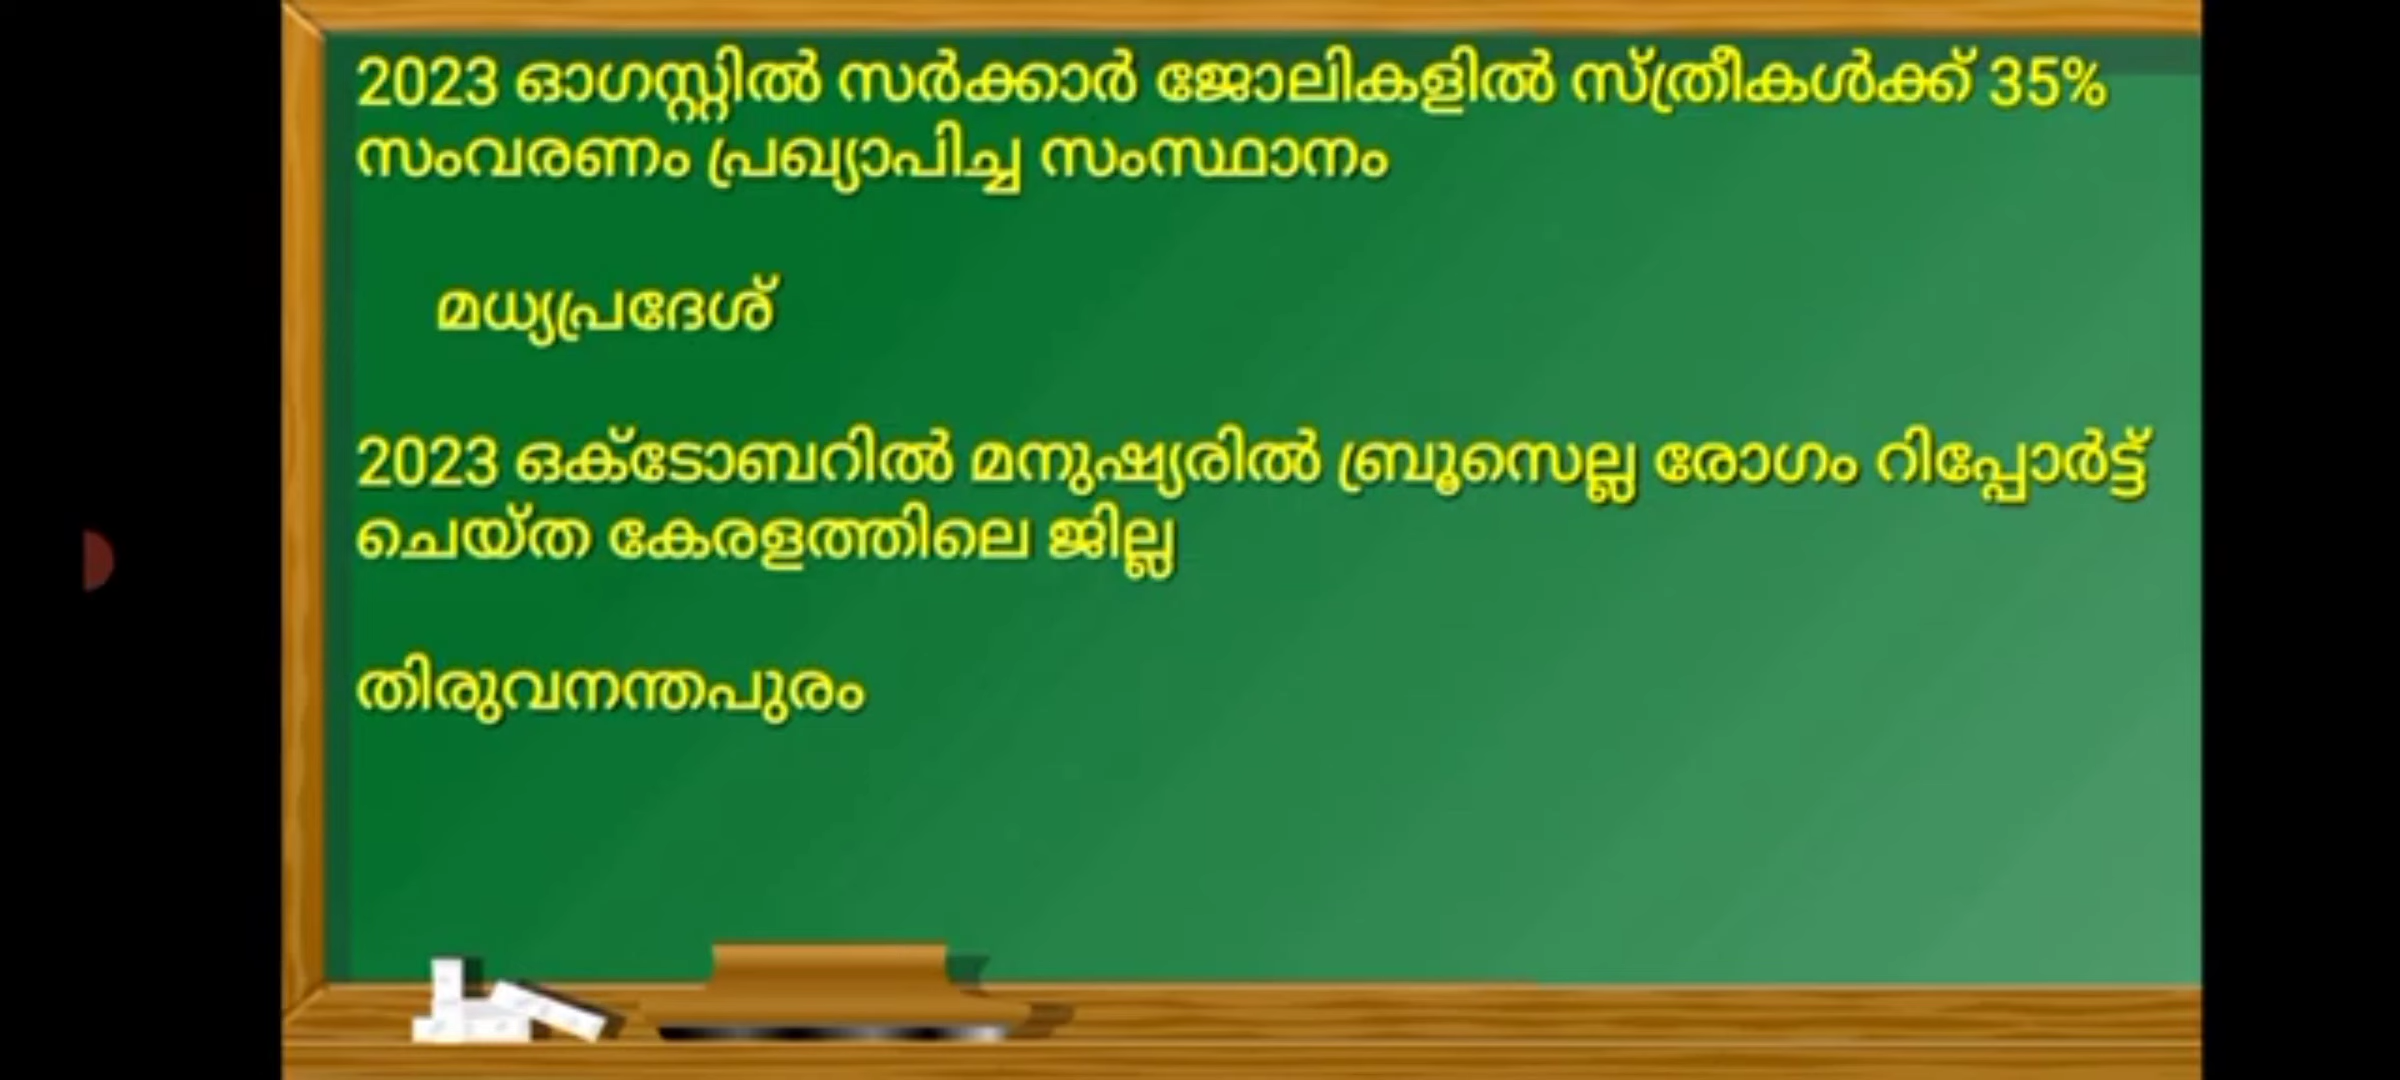 2023 ഓഗസ്റ്റിൽ സർക്കാർ ജോലികളിൽ സ്ത്രീകൾക്ക് 35%
സംവരണം പ്രഖ്യാപിച്ച സംസ്ഥാനം
മധ്യപ്രദേശ്
2023 ഒക്ടോബറിൽ മനുഷ്യരിൽ ബ്രൂസെല്ല രോഗം റിപ്പോർട്ട്
ചെയ്ത കേരളത്തിലെ ജില്ല
തിരുവനന്തപുരം